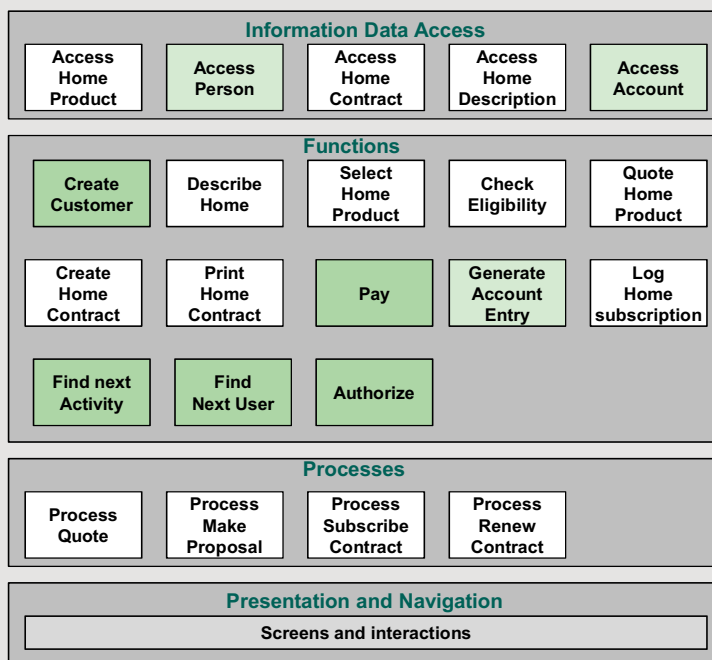 Information Data Access
Access
Home
Product
Access
Person
Access
Home
Contract
Access
Home
Description
Access
Account
Functions
Create
Customer
Describe
Home
Select
Home
Product
Check
Eligibility
Quote
Home
Product
Create
Home
Contract
Print
Home
Contract
Pay
Generate
Account
Entry
Log
Home
subscription
Find next
Activity
Find
Next User
Authorize
Processes
Process
Quote
Process
Make
Proposal
Process
Subscribe
Contract
Process
Renew
Contract
Presentation and Navigation
Screens and interactions